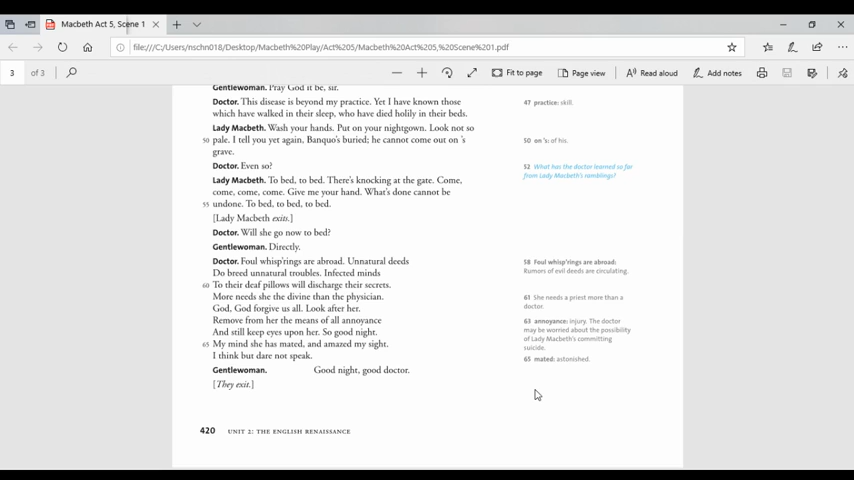 Macbeth Act 5, Scene 1
file:///C:/Users/nschn018/Desktop/Macbeth%20Play/Act%205/Macbeth%20Act%205,%20Scene%201.pdf
3 of 3
Fit to page
Page view
Read aloud
Add notes
Gentlewoman. Pray God it be, sir.
Doctor. This disease is beyond my practice. Yet I have known those
which have walked in their sleep, who have died holily in their beds.
Lady Macbeth. Wash your hands. Put on your nightgown. Look not so
50 pale. I tell you yet again, Banquo's buried; he cannot come out on 's
grave.
Doctor. Even so?
Lady Macbeth. To bed, to bed. There's knocking at the gate. Come,
come, come, come. Give me your hand. What's done cannot be
55 undone. To bed, to bed, to bed.
[Lady Macbeth exits.]
Doctor. Will she go now to bed?
Gentlewoman. Directly.
Doctor. Foul whisp'rings are abroad. Unnatural deeds
Do breed unnatural troubles. Infected minds
60 To their deaf pillows will discharge their secrets.
More needs she the divine than the physician.
God, God forgive us all. Look after her.
Remove from her the means of all annoyance
And still keep eyes upon her. So good night.
65 My mind she has mated, and amazed my sight.
I think but dare not speak.
Gentlewoman. Good night, good doctor.
[They exit.]
47 practice: skill.
50 on 's: of his.
52 What has the doctor learned so far
from Lady Macbeth's ramblings?
58 Foul whisp'rings are abroad:
Rumors of evil deeds are circulating.
61 She needs a priest more than a
doctor.
63 annoyance: injury. The doctor
may be worried about the possibility
of Lady Macbeth's committing
suicide.
65 mated: astonished.
420 UNIT 2: THE ENGLISH RENAISSANCE